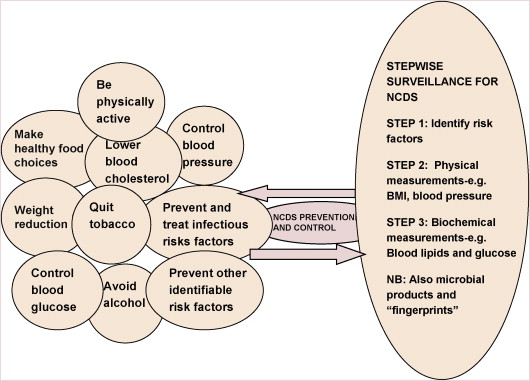 Be
physically
active
Make
healthy food
choices
Lower
blood
cholesterol
Control
blood
pressure
Weight
reduction
Quit
tobacco
Prevent and
treat infectious
risks factors
Control
blood
glucose
Avoid
alcohol
Prevent other
identifiable
risk factors
NCDS PREVENTION
AND CONTROL
STEPWISE
SURVEILLANCE FOR
NCDS
STEP 1: Identify risk
factors
STEP 2: Physical
measurements-e.g.
BMI, blood pressure
STEP 3: Biochemical
measurements-e.g.
Blood lipids and glucose
NB: Also microbial
products and
“fingerprints”